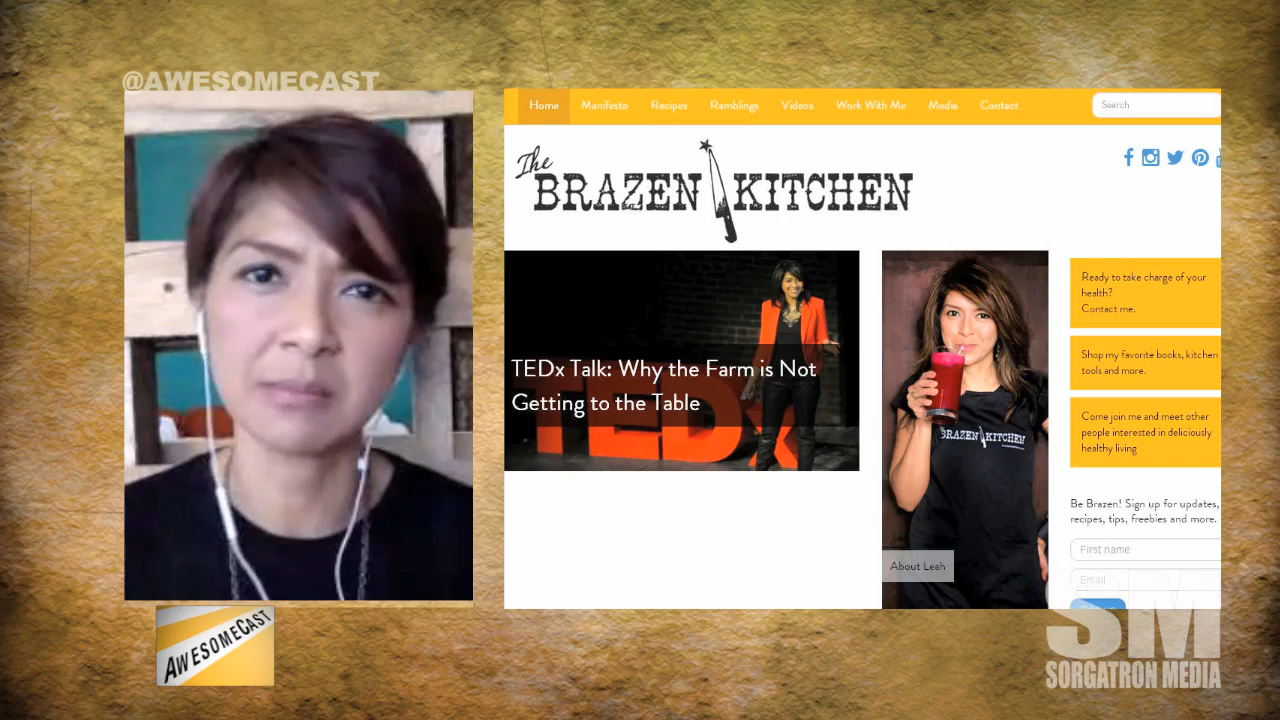 @AWESOMECAST
Home Manifesto Recipes Ramblings Videos Work With Me Media Contact
Search
The
BRAZEN KITCHEN
TEDx Talk: Why the Farm is Not
Getting to the Table
TEDx
BRAZEN KITCHEN
About Leah
Ready to take charge of your
health?
Contact me.
Shop my favorite books, kitchen
tools and more.
Come join me and meet other
people interested in deliciously
healthy living
Be Brazen! Sign up for updates,
recipes, tips, freebies and more.
First name
Email
Sign up
AWESOMECAST
SM
SORGATRON MEDIA